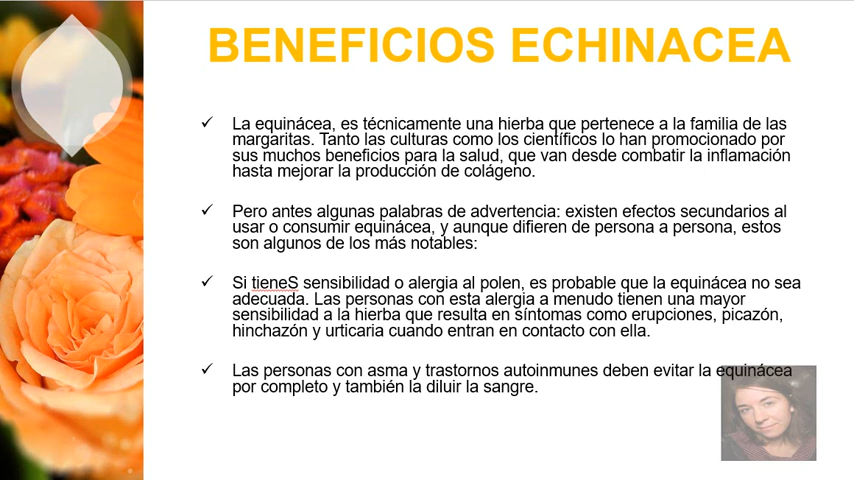 BENEFICIOS ECHINACEA
✓ La equinácea, es técnicamente una hierba que pertenece a la familia de las
margaritas. Tanto las culturas como los científicos lo han promocionado por
sus muchos beneficios para la salud, que van desde combatir la inflamación
hasta mejorar la producción de colágeno.
✓ Pero antes algunas palabras de advertencia: existen efectos secundarios al
usar o consumir equinácea, y aunque difieren de persona a persona, estos
son algunos de los más notables:
✓ Si tieneS sensibilidad o alergia al polen, es probable que la equinácea no sea
adecuada. Las personas con esta alergia a menudo tienen una mayor
sensibilidad a la hierba que resulta en síntomas como erupciones, picazón,
hinchazón y urticaria cuando entran en contacto con ella.
✓ Las personas con asma y trastornos autoinmunes deben evitar la equinácea
por completo y también la diluir la sangre.